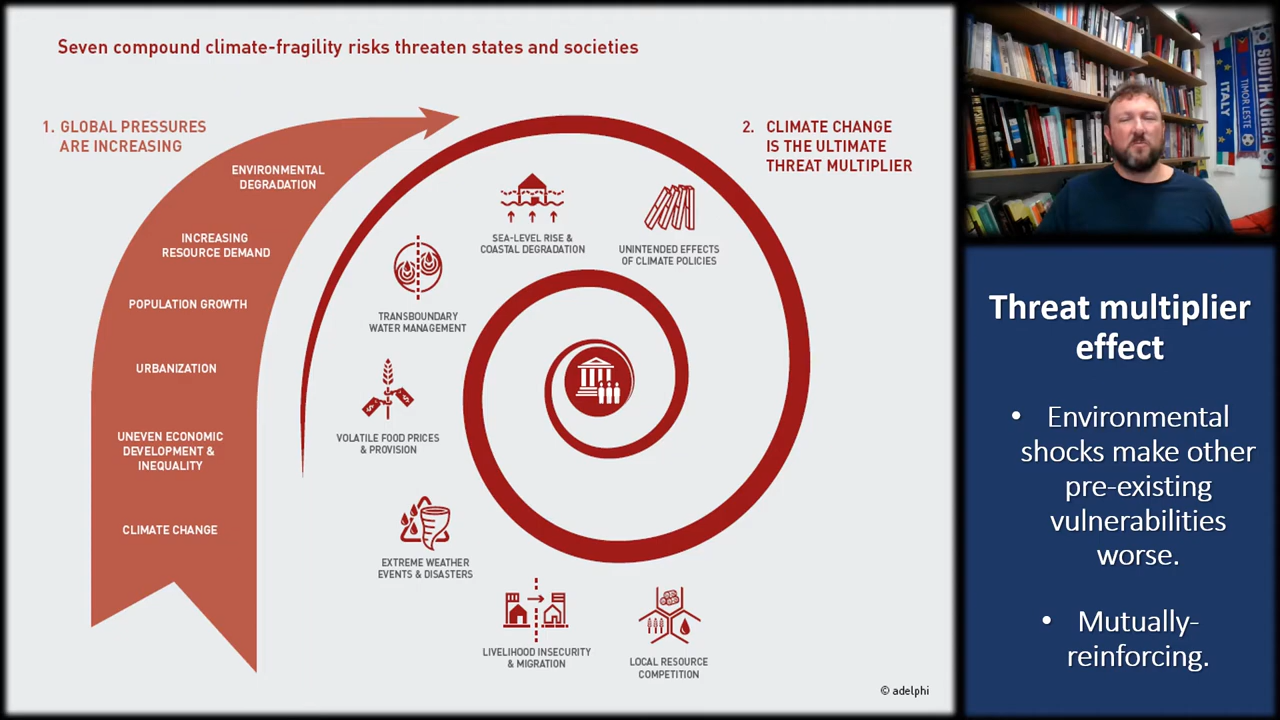 Seven compound climate-fragility risks threaten states and societies
1. GLOBAL PRESSURES
ARE INCREASING
ENVIRONMENTAL
DEGRADATION
INCREASING
RESOURCE DEMAND
POPULATION GROWTH
URBANIZATION
UNEVEN ECONOMIC
DEVELOPMENT &
INEQUALITY
CLIMATE CHANGE
2. CLIMATE CHANGE
IS THE ULTIMATE
THREAT MULTIPLIER
SEA-LEVEL RISE &
COASTAL DEGRADATION
UNINTENDED EFFECTS
OF CLIMATE POLICIES
TRANSBOUNDARY
WATER MANAGEMENT
VOLATILE FOOD PRICES
& PROVISION
EXTREME WEATHER
EVENTS & DISASTERS
LIVELIHOOD INSECURITY
& MIGRATION
LOCAL RESOURCE
COMPETITION
© adelphi
ITALY
TIMOR-LESTE
SOUTH KOREA
Threat multiplier
effect
• Environmental
shocks make other
pre-existing
vulnerabilities
worse.
• Mutually-
reinforcing.